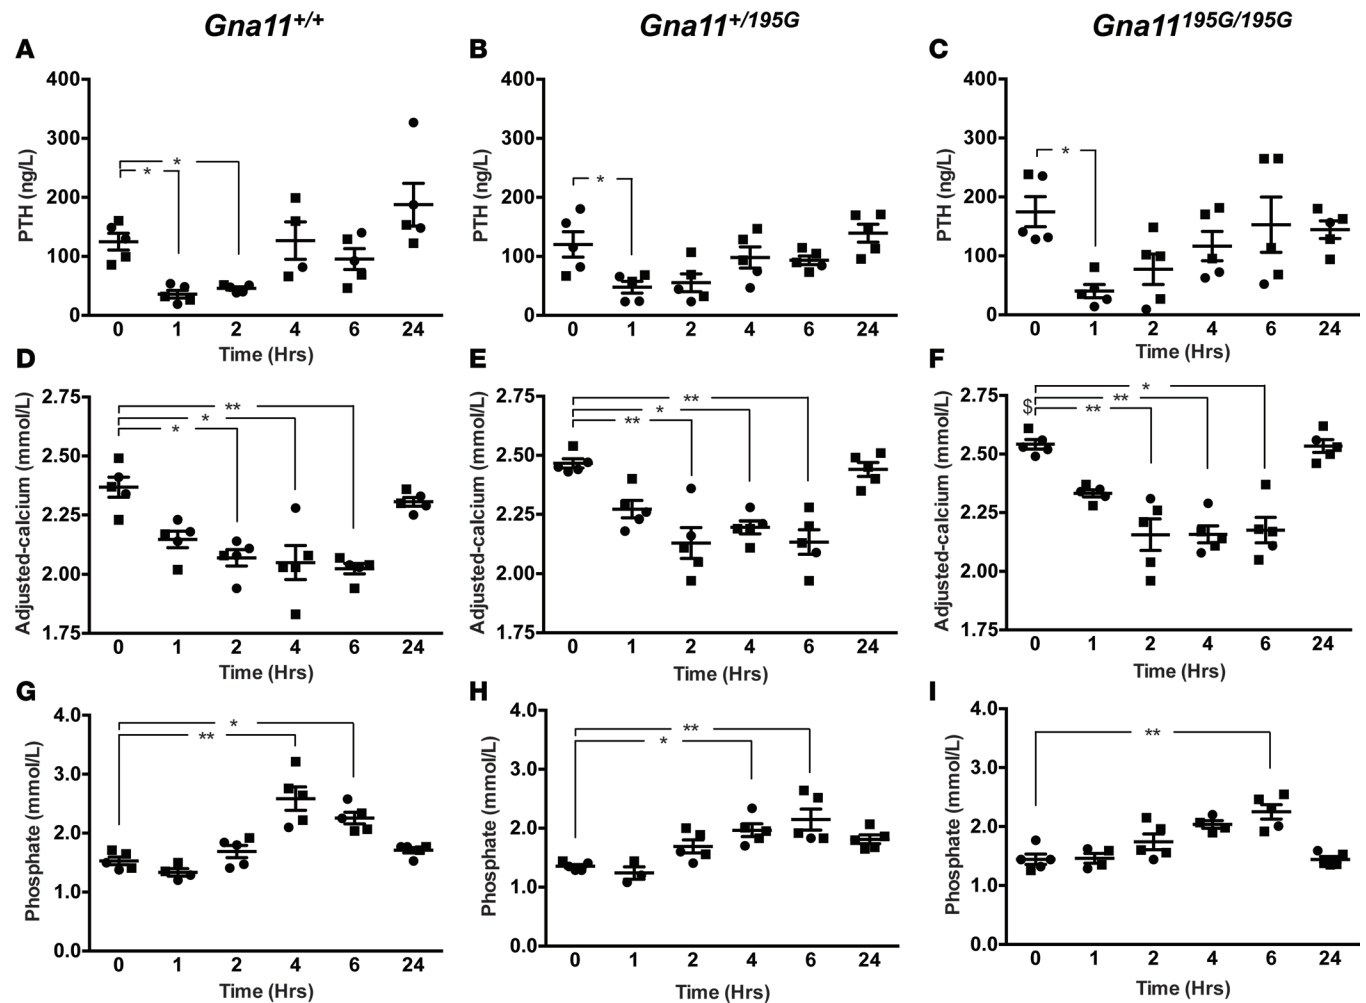 Gna11+/+ Gna11+/195G Gna11195G/195G
A B C
PTH (ng/L) PTH (ng/L) PTH (ng/L)
400 400 400
300 300 300
200 200 200
100 100 100
0 0 0
* * * *
0 1 2 4 6 24 0 1 2 4 6 24 0 1 2 4 6 24
Time (Hrs) Time (Hrs) Time (Hrs)
D E F
Adjusted-calcium (mmol/L) Adjusted-calcium (mmol/L) Adjusted-calcium (mmol/L)
2.75 2.75 2.75
2.50 2.50 2.50
2.25 2.25 2.25
2.00 2.00 2.00
1.75 1.75 1.75
** ** *
* * **
* ** $ **
0 1 2 4 6 24 0 1 2 4 6 24 0 1 2 4 6 24
Time (Hrs) Time (Hrs) Time (Hrs)
G H I
Phosphate (mmol/L) Phosphate (mmol/L) Phosphate (mmol/L)
4.0 4.0 4.0
3.0 3.0 3.0
2.0 2.0 2.0
1.0 1.0 1.0
0.0 0.0 0.0
* ** **
** *
0 1 2 4 6 24 0 1 2 4 6 24 0 1 2 4 6 24
Time (Hrs) Time (Hrs) Time (Hrs)